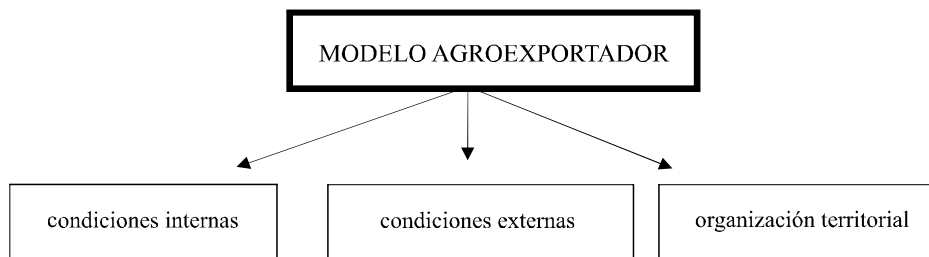 MODELO AGROEXPORTADOR
condiciones internas
condiciones externas
organización territorial